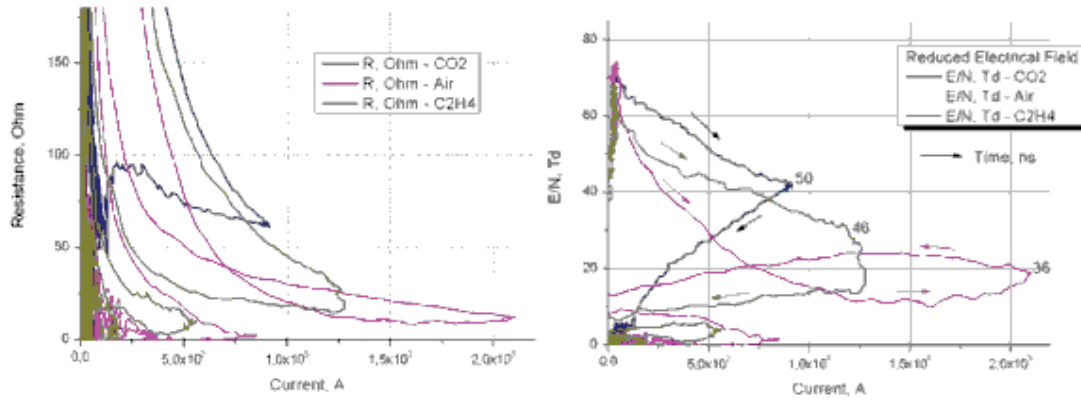 150
100
50
0
Resistance, Ohm
R, Ohm - CO2
R, Ohm - Air
R, Ohm - C2H4
0.0
5.0x10³
1.0x10³
1.5x10³
2.0x10³
Current, A
80
60
40
20
0
E/N, Td
Reduced Electrical Field
E/N, Td - CO2
E/N, Td - Air
E/N, Td - C2H4
Time, ns
50
46
36
0.0
5.0x10³
1.0x10³
1.5x10³
2.0x10³
Current, A